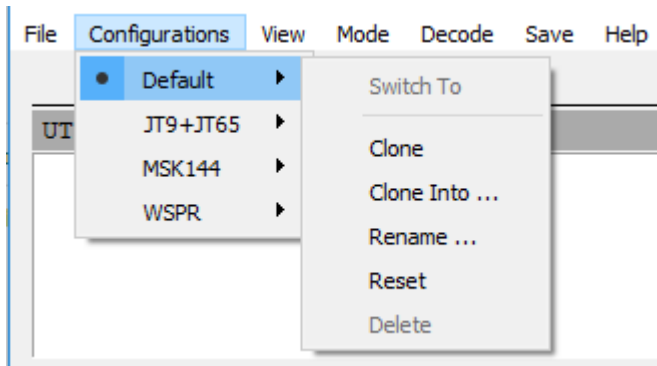 File Configurations View Mode Decode Save Help
Default
JT9+JT65
MSK144
WSPR
Switch To
Clone
Clone Into ...
Rename ...
Reset
Delete
UT